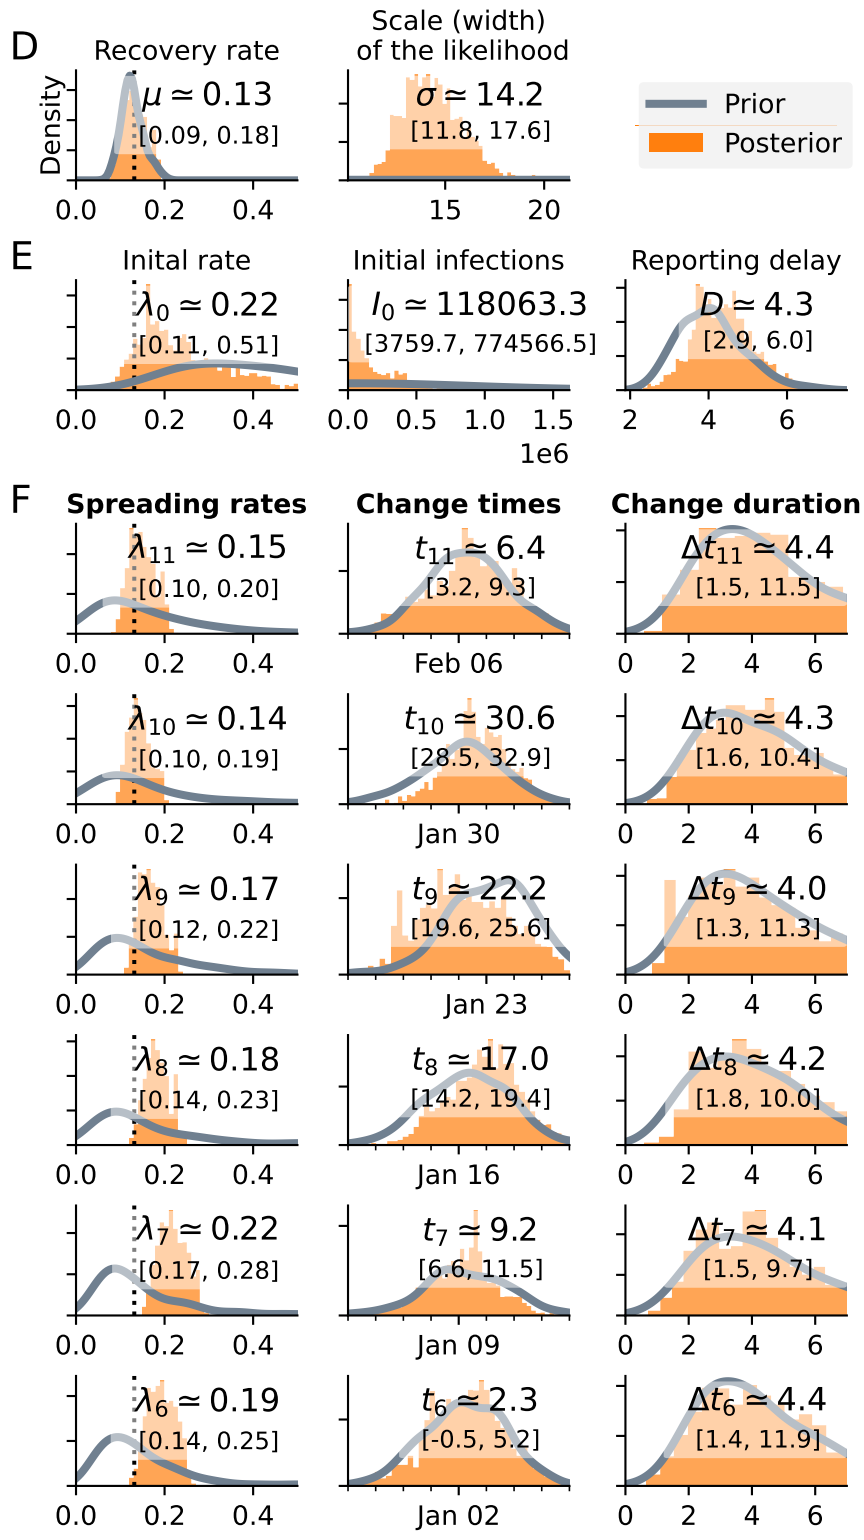 D
Recovery rate
Scale (width)
of the likelihood
Density
μ ≃ 0.13
[0.09, 0.18]
0.0 0.2 0.4
σ ≃ 14.2
[11.8, 17.6]
15 20
Prior
Posterior
E
Inital rate
λ0 ≃ 0.22
[0.11, 0.51]
0.0 0.2 0.4
Initial infections
I0 ≃ 118063.3
[3759.7, 774566.5]
0.0 0.5 1.0 1.5
1e6
Reporting delay
D ≃ 4.3
[2.9, 6.0]
2 4 6
F
Spreading rates
Change times
Change duration
λ11 ≃ 0.15
[0.10, 0.20]
0.0 0.2 0.4
t11 ≃ 6.4
[3.2, 9.3]
Feb 06
Δt11 ≃ 4.4
[1.5, 11.5]
0 2 4 6
λ10 ≃ 0.14
[0.10, 0.19]
0.0 0.2 0.4
t10 ≃ 30.6
[28.5, 32.9]
Jan 30
Δt10 ≃ 4.3
[1.6, 10.4]
0 2 4 6
λ9 ≃ 0.17
[0.12, 0.22]
0.0 0.2 0.4
t9 ≃ 22.2
[19.6, 25.6]
Jan 23
Δt9 ≃ 4.0
[1.3, 11.3]
0 2 4 6
λ8 ≃ 0.18
[0.14, 0.23]
0.0 0.2 0.4
t8 ≃ 17.0
[14.2, 19.4]
Jan 16
Δt8 ≃ 4.2
[1.8, 10.0]
0 2 4 6
λ7 ≃ 0.22
[0.17, 0.28]
0.0 0.2 0.4
t7 ≃ 9.2
[6.6, 11.5]
Jan 09
Δt7 ≃ 4.1
[1.5, 9.7]
0 2 4 6
λ6 ≃ 0.19
[0.14, 0.25]
0.0 0.2 0.4
t6 ≃ 2.3
[-0.5, 5.2]
Jan 02
Δt6 ≃ 4.4
[1.4, 11.9]
0 2 4 6